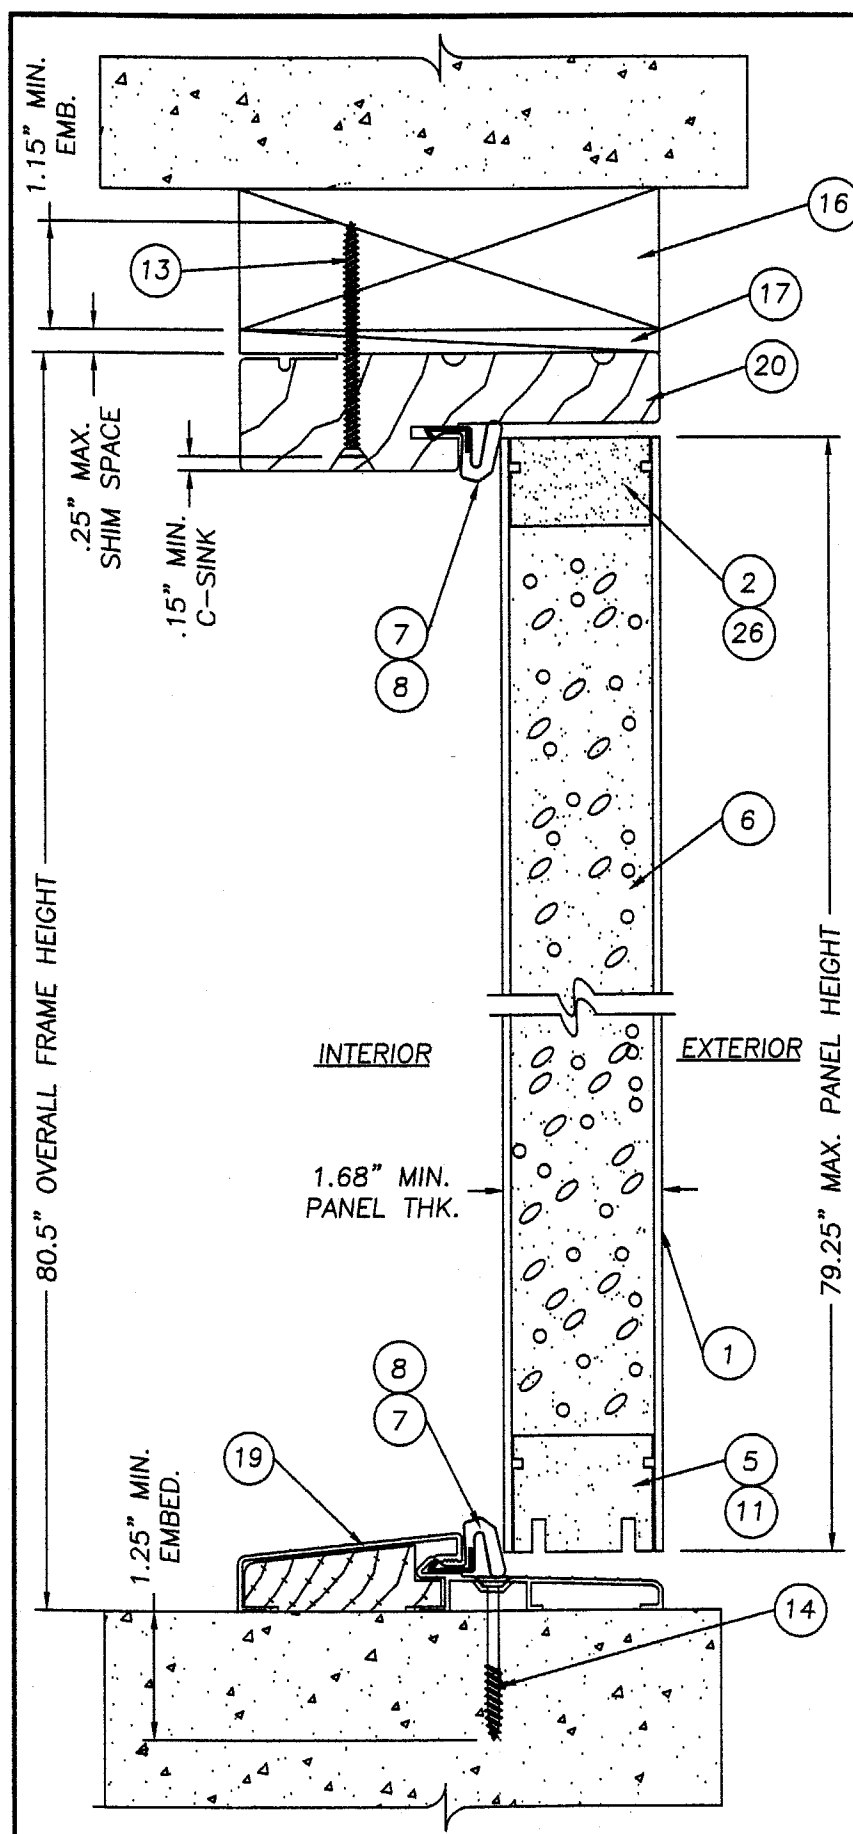 1.15” MIN.
EMB.
16
13
17
20
.25” MAX.
SHIM SPACE
.15” MIN.
C-SINK
2
26
7
8
6
80.5” OVERALL FRAME HEIGHT
INTERIOR
EXTERIOR
79.25” MAX. PANEL HEIGHT
1.68” MIN.
PANEL THK.
1
8
7
19
5
11
1.25” MIN.
EMBED.
14